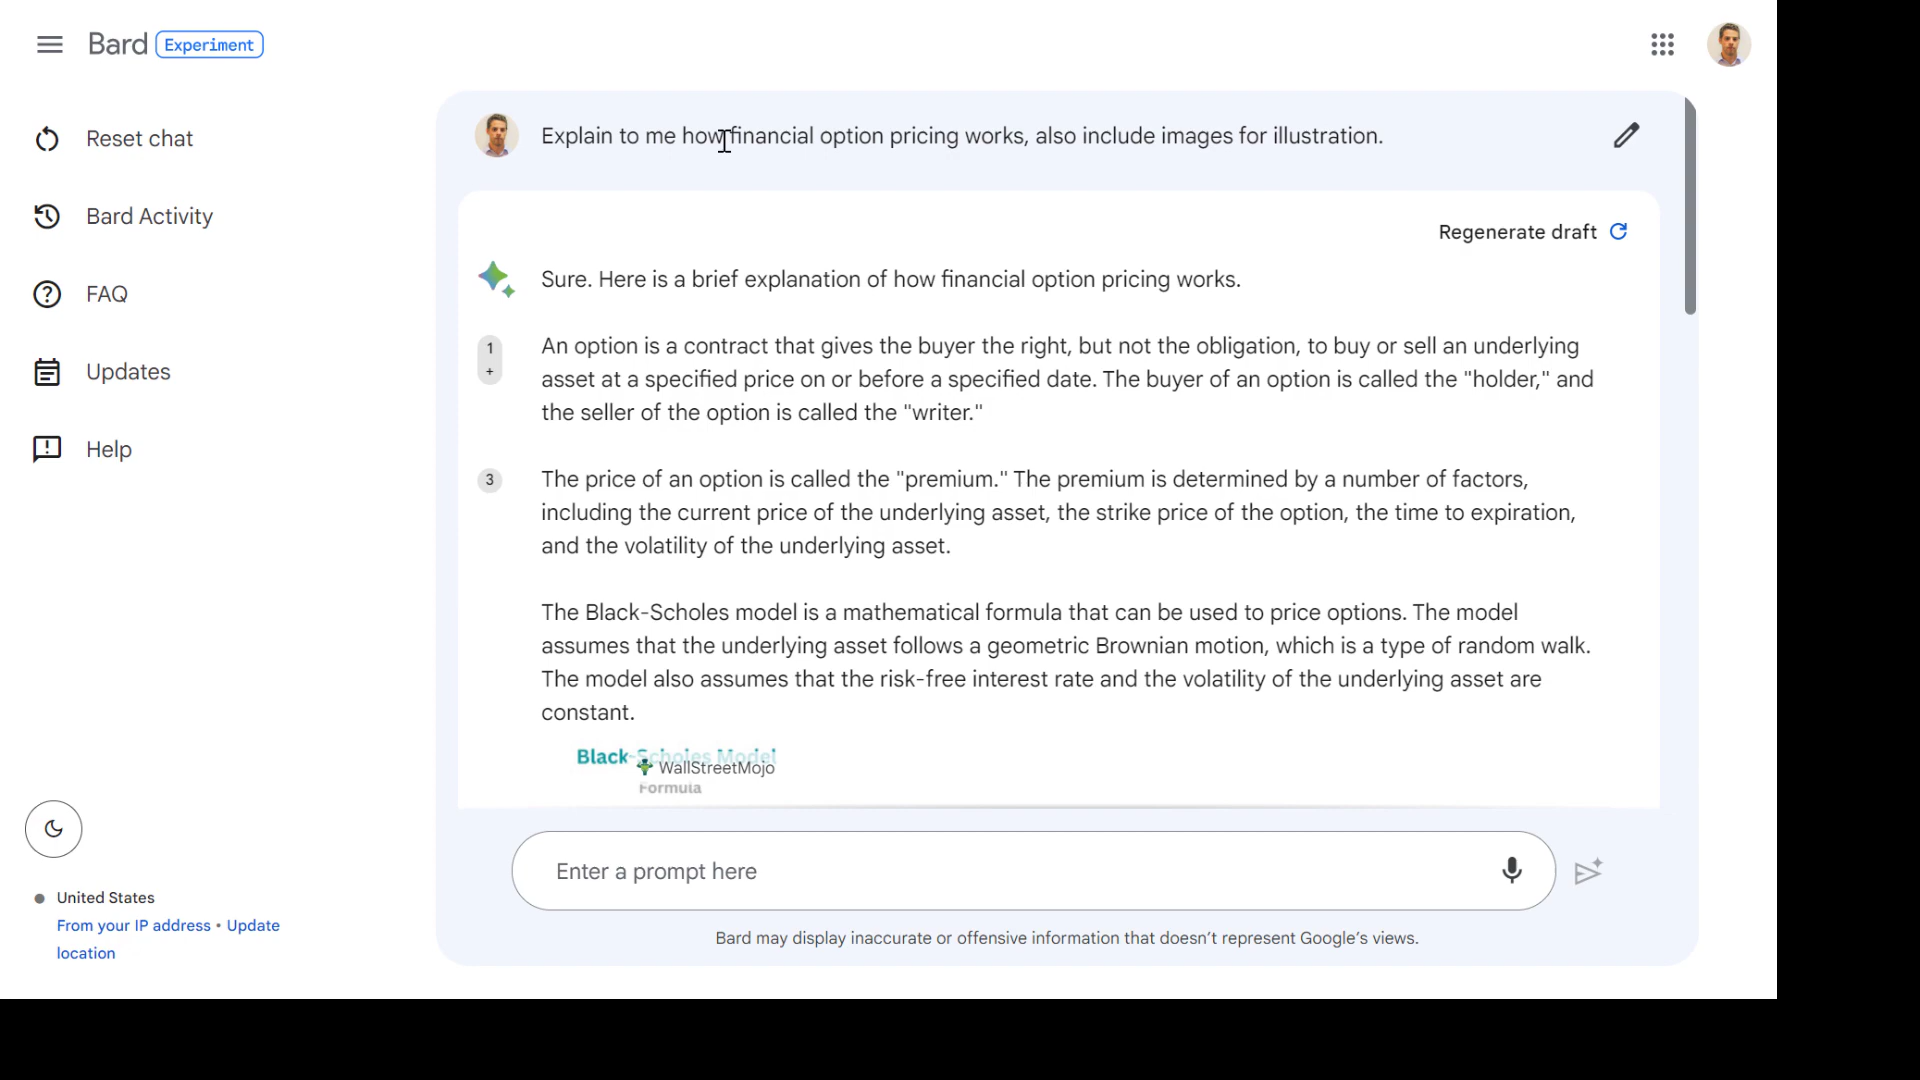 Bard Experiment
Reset chat
Bard Activity
FAQ
Updates
Help
United States
From your IP address • Update
location
Explain to me how financial option pricing works, also include images for illustration.
Regenerate draft
Sure. Here is a brief explanation of how financial option pricing works.
1
+
An option is a contract that gives the buyer the right, but not the obligation, to buy or sell an underlying
asset at a specified price on or before a specified date. The buyer of an option is called the "holder," and
the seller of the option is called the "writer."
3
The price of an option is called the "premium." The premium is determined by a number of factors,
including the current price of the underlying asset, the strike price of the option, the time to expiration,
and the volatility of the underlying asset.
The Black-Scholes model is a mathematical formula that can be used to price options. The model
assumes that the underlying asset follows a geometric Brownian motion, which is a type of random walk.
The model also assumes that the risk-free interest rate and the volatility of the underlying asset are
constant.
Black-Scholes Model
WallStreetMojo
Formula
Enter a prompt here
Bard may display inaccurate or offensive information that doesn't represent Google's views.